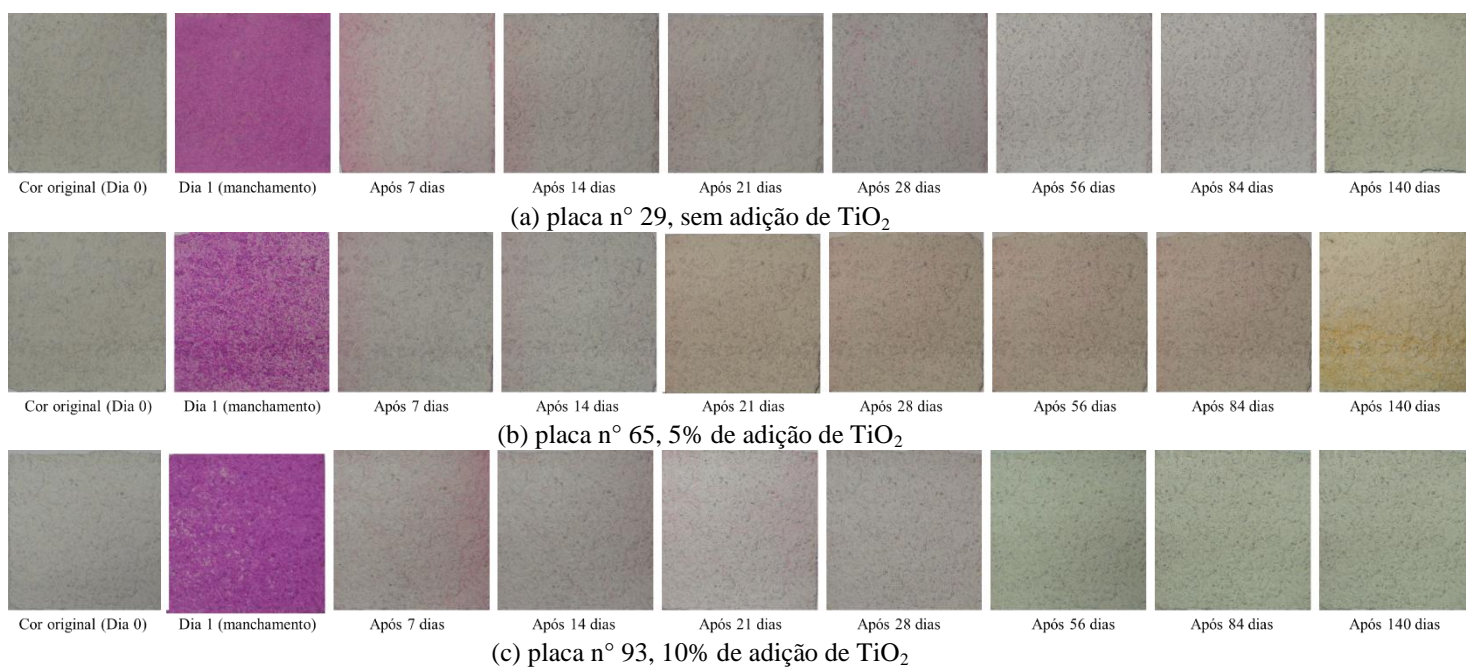 Cor original (Dia 0) Dia 1 (manchamento) Após 7 dias Após 14 dias Após 21 dias Após 28 dias Após 56 dias Após 84 dias Após 140 dias
(a) placa n° 29, sem adição de TiO₂
Cor original (Dia 0) Dia 1 (manchamento) Após 7 dias Após 14 dias Após 21 dias Após 28 dias Após 56 dias Após 84 dias Após 140 dias
(b) placa n° 65, 5% de adição de TiO₂
Cor original (Dia 0) Dia 1 (manchamento) Após 7 dias Após 14 dias Após 21 dias Após 28 dias Após 56 dias Após 84 dias Após 140 dias
(c) placa n° 93, 10% de adição de TiO₂